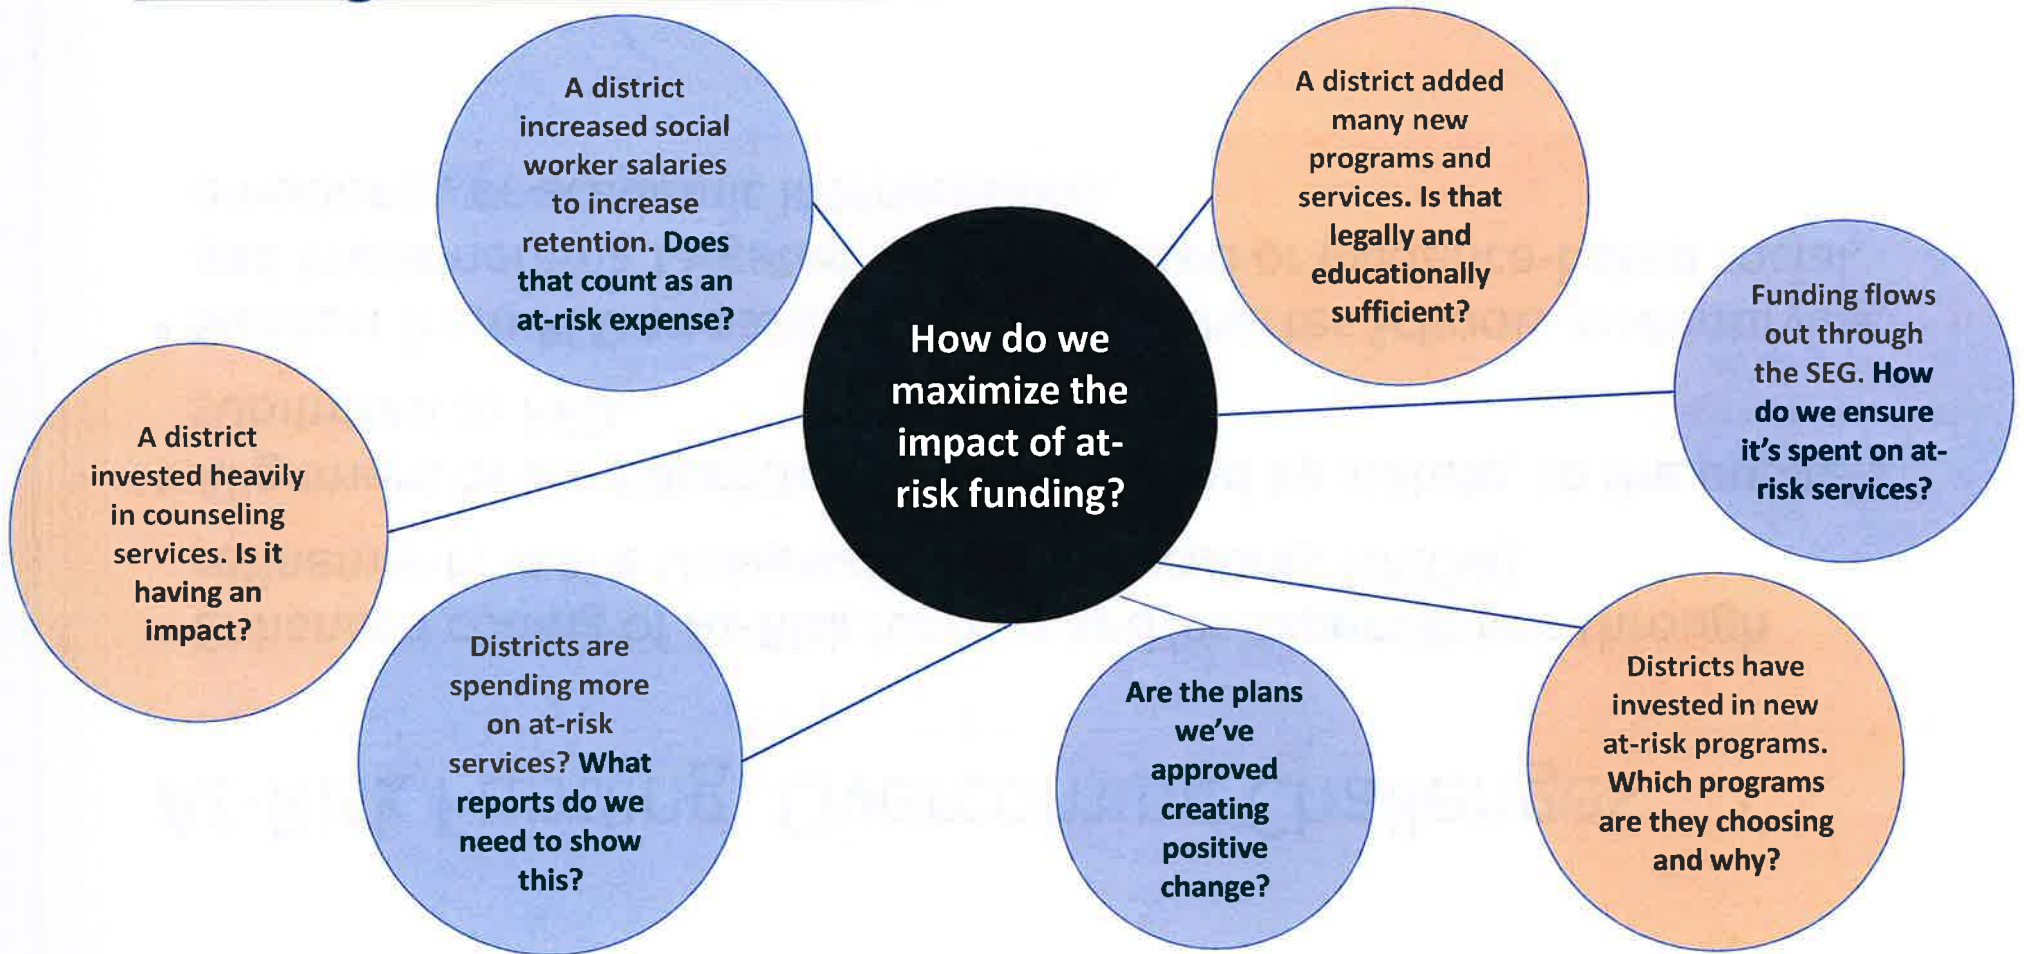 A district
increased social
worker salaries
to increase
retention. Does
that count as an
at-risk expense?
A district added
many new
programs and
services. Is that
legally and
educationally
sufficient?
Funding flows
out through
the SEG. How
do we ensure
it's spent on at-
risk services?
How do we
maximize the
impact of at-
risk funding?
A district
invested heavily
in counseling
services. Is it
having an
impact?
Districts are
spending more
on at-risk
services? What
reports do we
need to show
this?
Are the plans
we've
approved
creating
positive
change?
Districts have
invested in new
at-risk programs.
Which programs
are they choosing
and why?